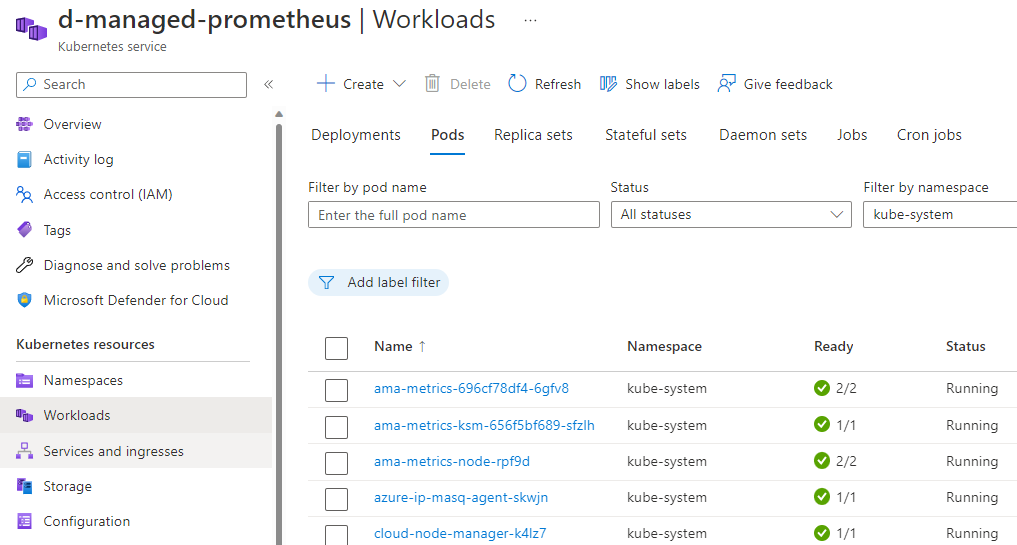 d-managed-prometheus | Workloads ...
Kubernetes service
Search
«
Create
Delete
Refresh
Show labels
Give feedback
Overview
Activity log
Access control (IAM)
Tags
Diagnose and solve problems
Microsoft Defender for Cloud
Kubernetes resources
Namespaces
Workloads
Services and ingresses
Storage
Configuration
Deployments Pods Replica sets Stateful sets Daemon sets Jobs Cron jobs
Filter by pod name Status Filter by namespace
Enter the full pod name All statuses kube-system
Add label filter
Name ↑ Namespace Ready Status
ama-metrics-696cf78df4-6gfv8 kube-system 2/2 Running
ama-metrics-ksm-656f5bf689-sfzlh kube-system 1/1 Running
ama-metrics-node-rpf9d kube-system 2/2 Running
azure-ip-masq-agent-skwjn kube-system 1/1 Running
cloud-node-manager-k4lz7 kube-system 1/1 Running